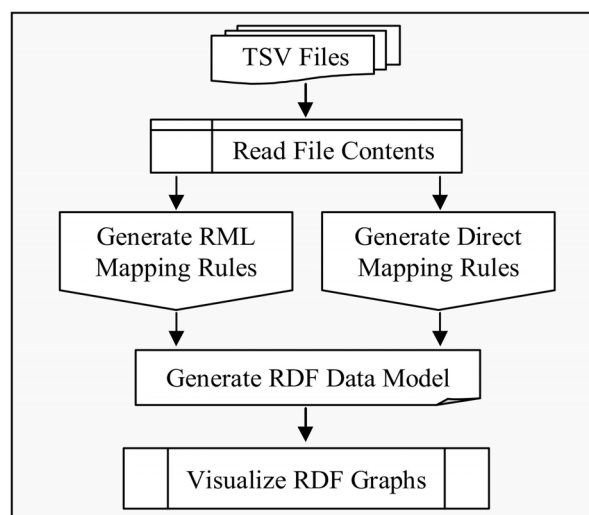 TSV Files
Read File Contents
Generate RML
Mapping Rules
Generate Direct
Mapping Rules
Generate RDF Data Model
Visualize RDF Graphs